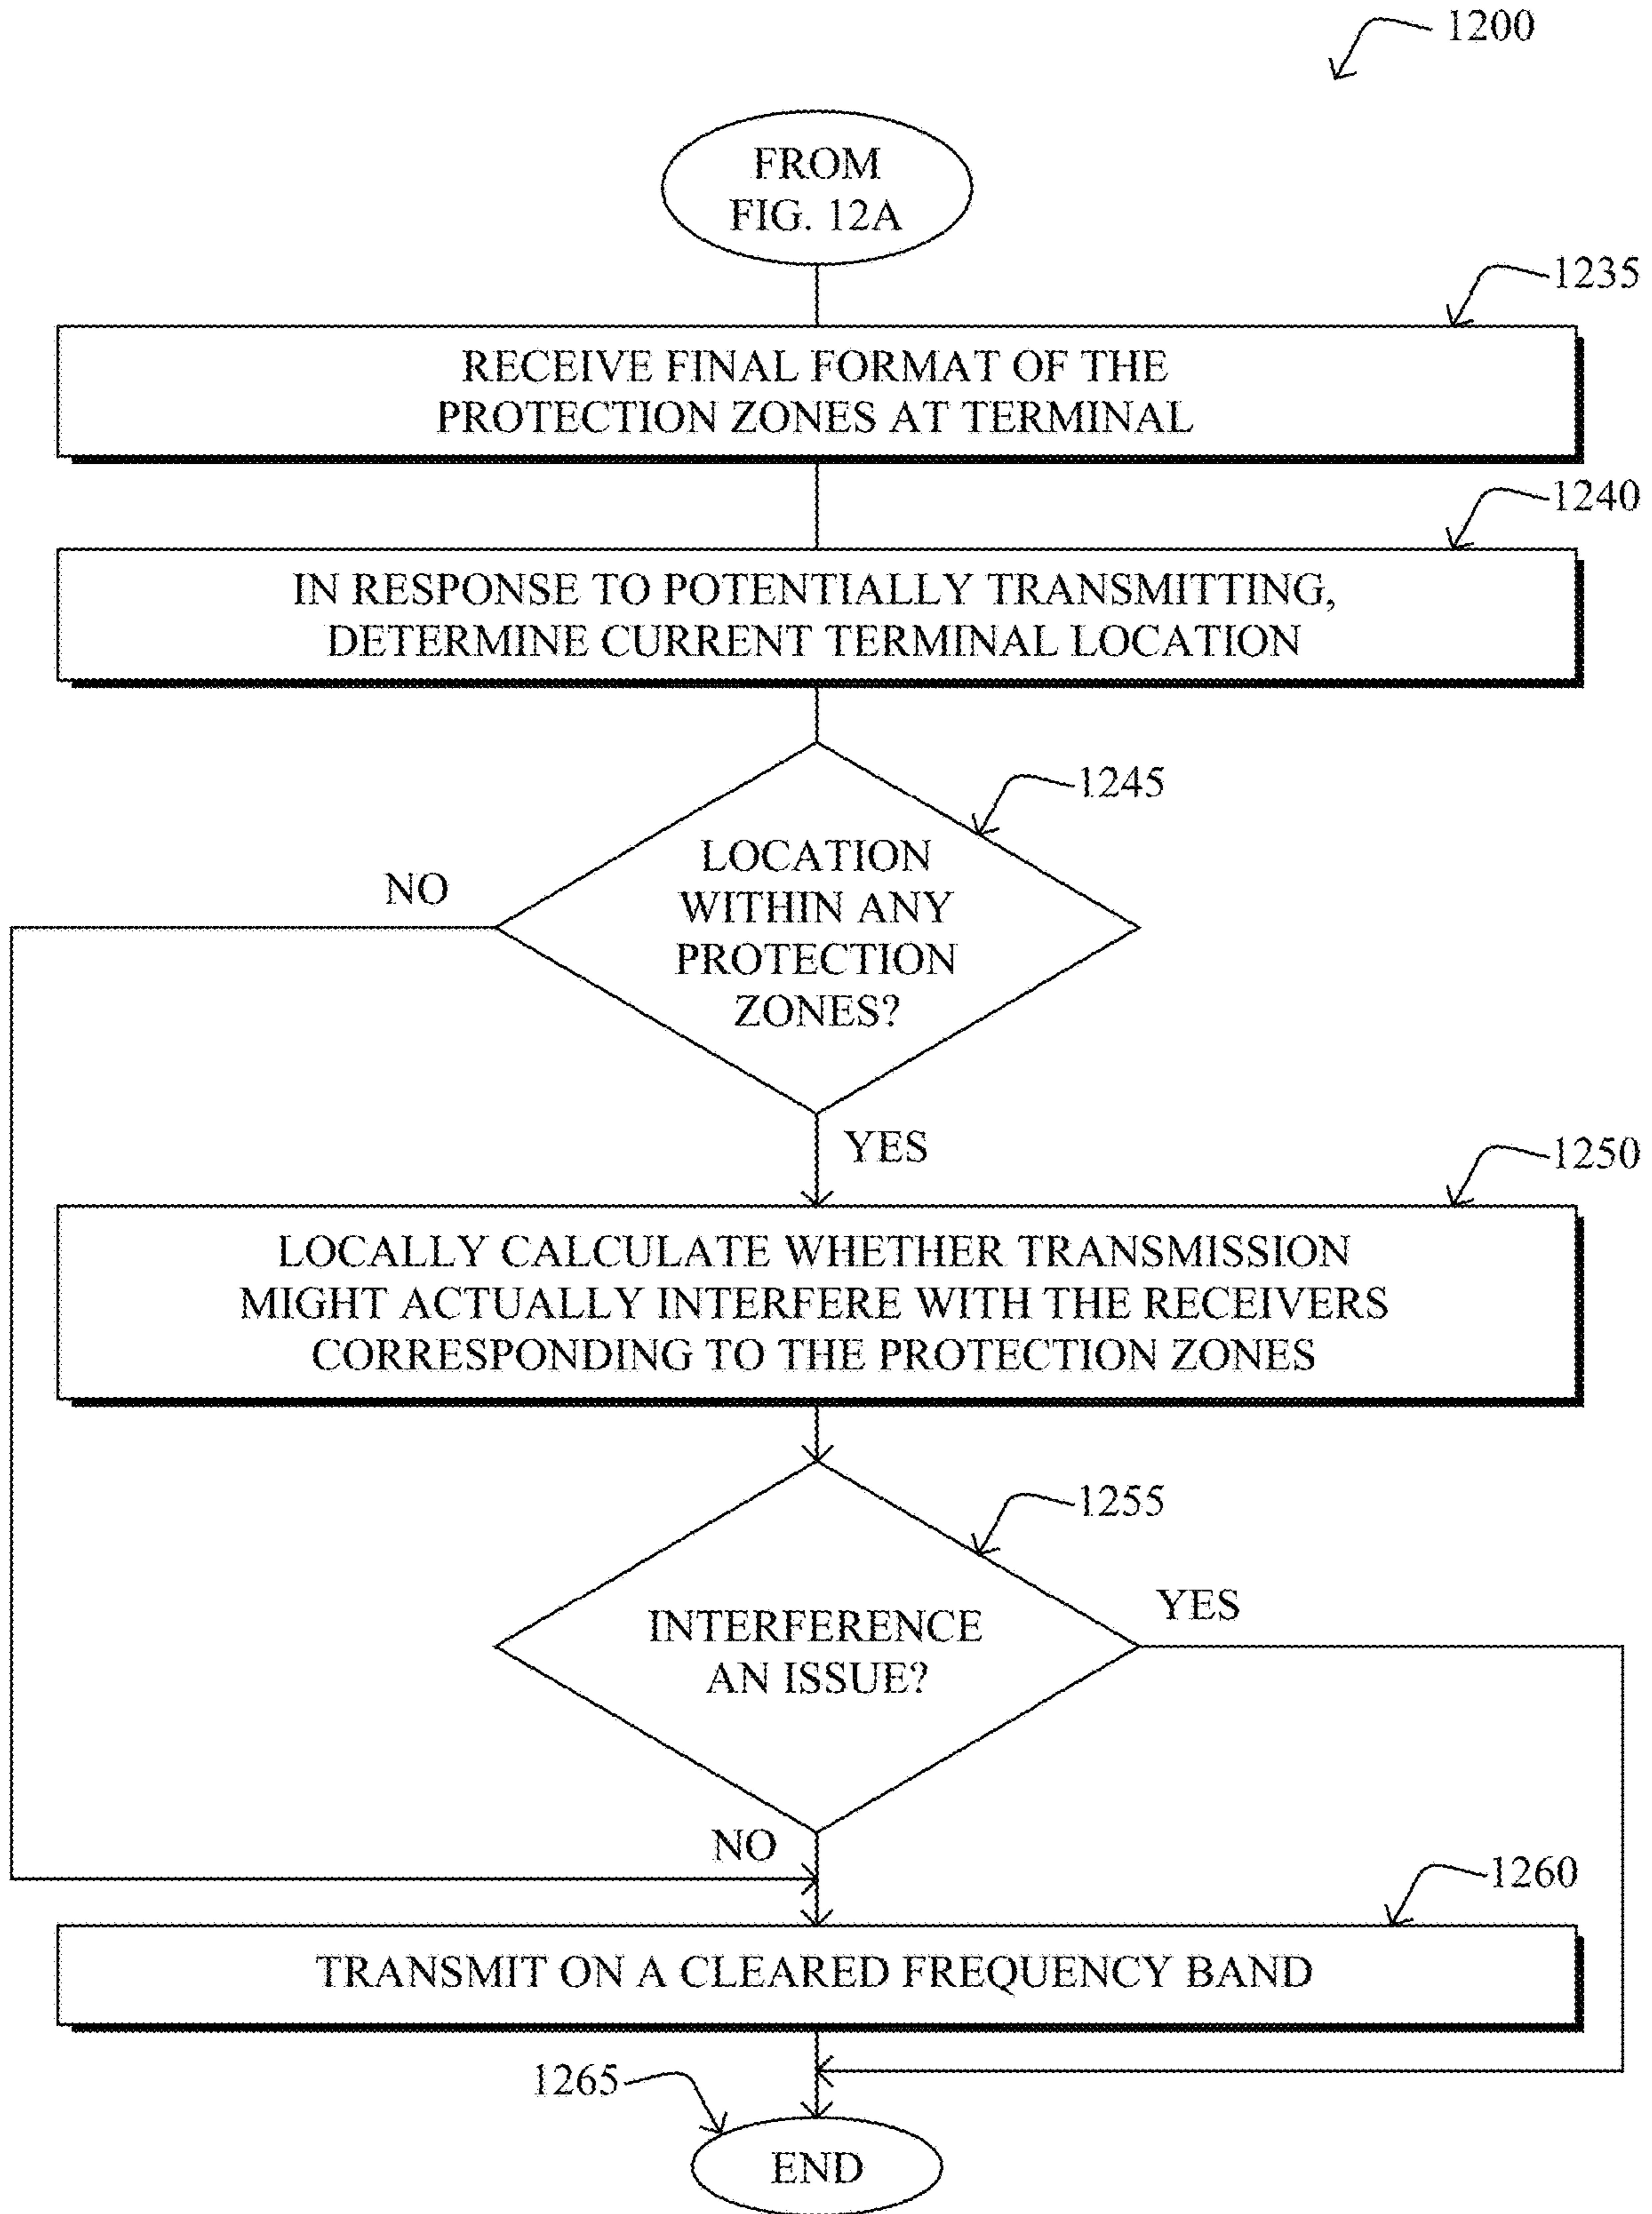 1200
FROM
FIG. 12A
1235
RECEIVE FINAL FORMAT OF THE
PROTECTION ZONES AT TERMINAL
1240
IN RESPONSE TO POTENTIALLY TRANSMITTING,
DETERMINE CURRENT TERMINAL LOCATION
1245
LOCATION
WITHIN ANY
PROTECTION
ZONES?
NO
YES
1250
LOCALLY CALCULATE WHETHER TRANSMISSION
MIGHT ACTUALLY INTERFERE WITH THE RECEIVERS
CORRESPONDING TO THE PROTECTION ZONES
1255
INTERFERENCE
AN ISSUE?
YES
NO
1260
TRANSMIT ON A CLEARED FREQUENCY BAND
1265
END